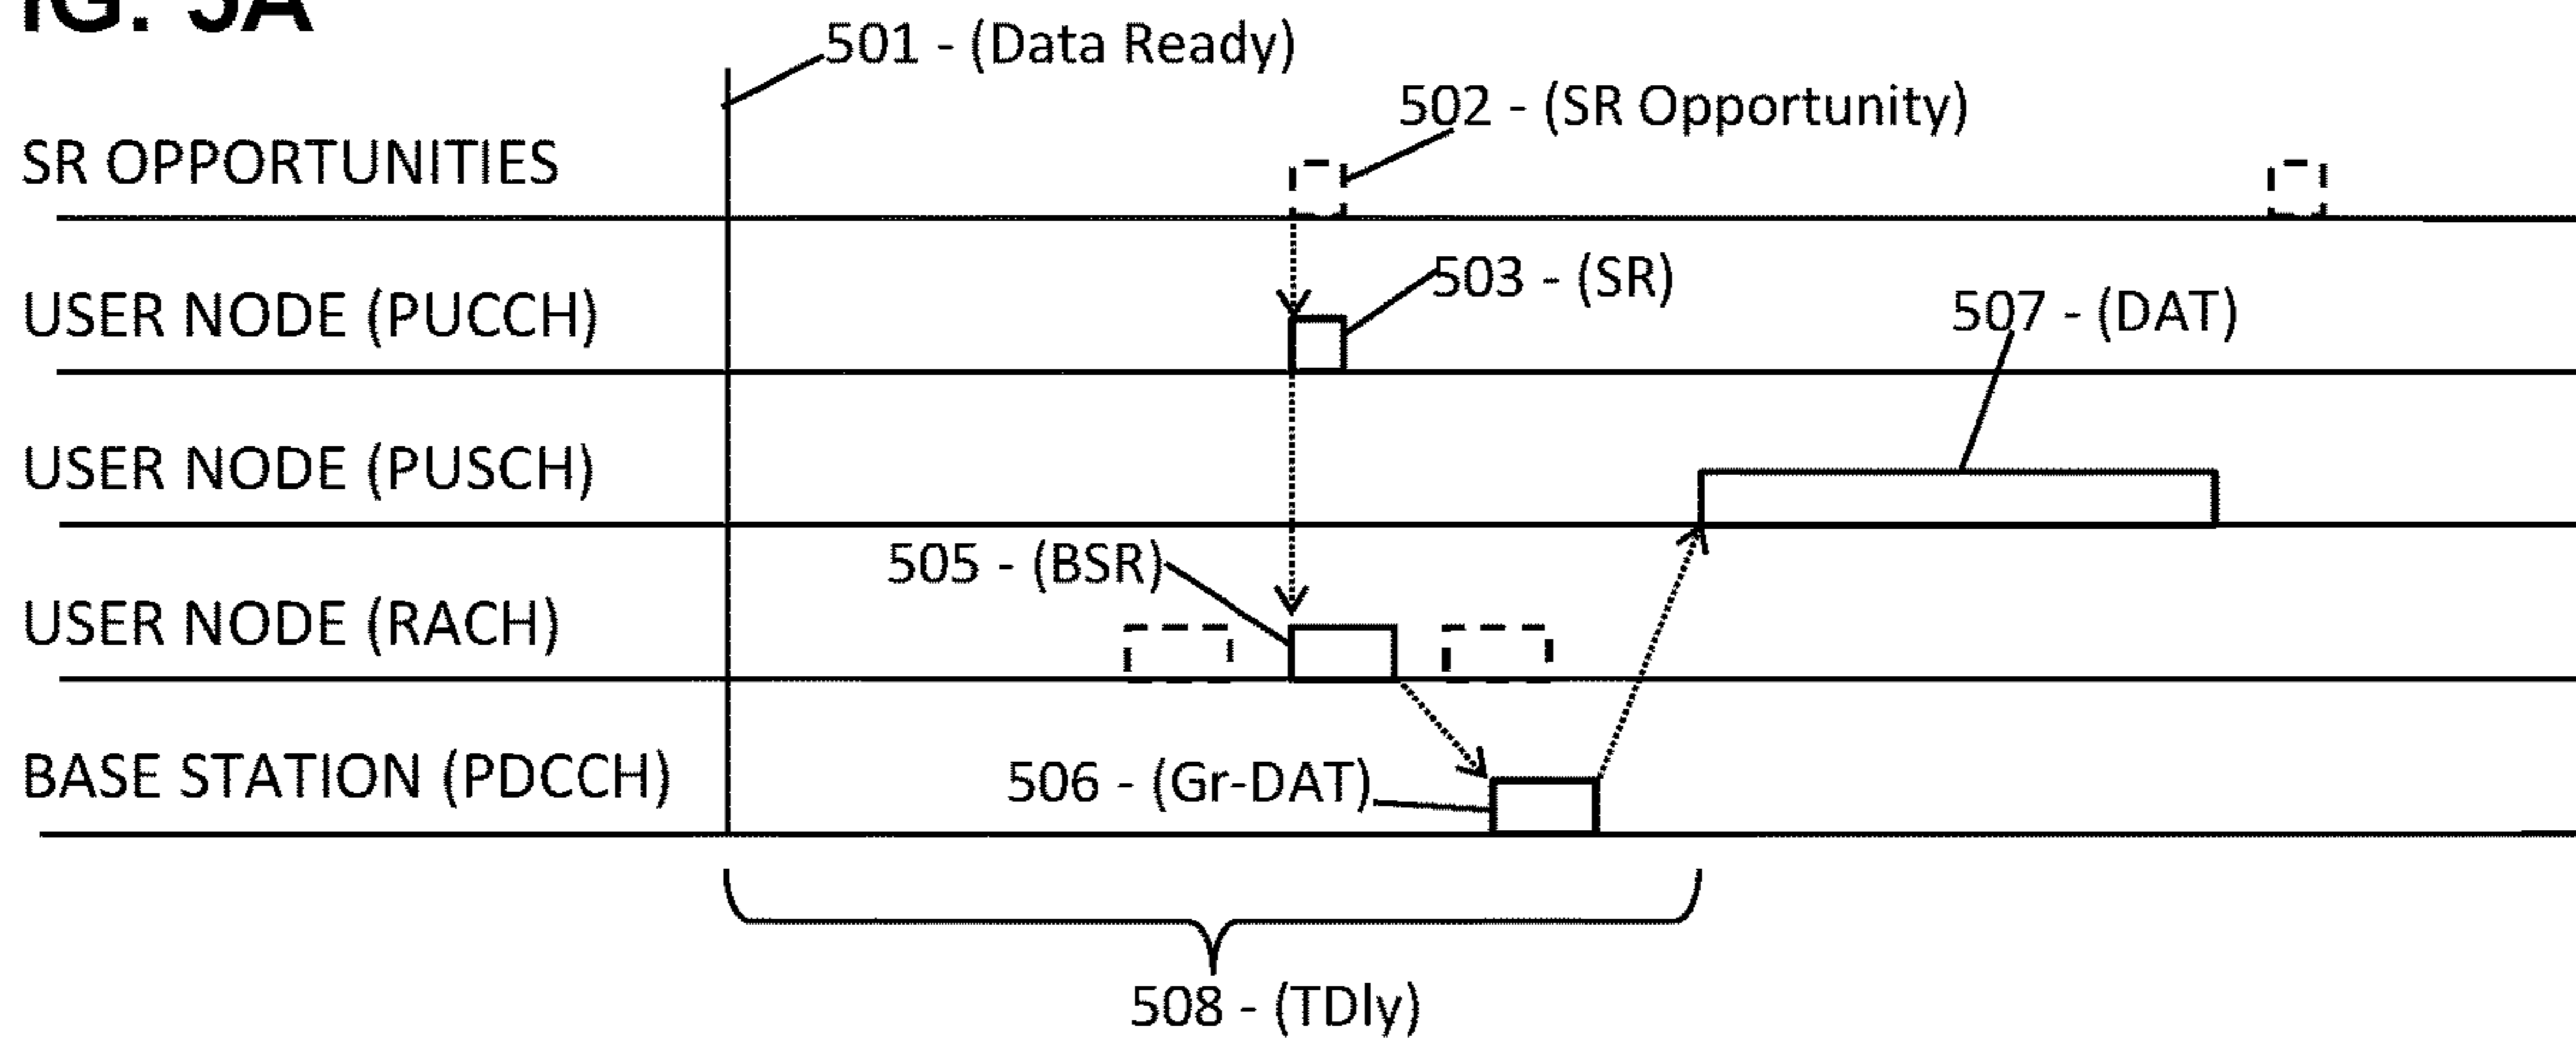 IG. 5A
501 - (Data Ready)
502 - (SR Opportunity)
SR OPPORTUNITIES
503 - (SR)
USER NODE (PUCCH)
507 - (DAT)
USER NODE (PUSCH)
505 - (BSR)
USER NODE (RACH)
506 - (Gr-DAT)
BASE STATION (PDCCH)
508 - (TDly)